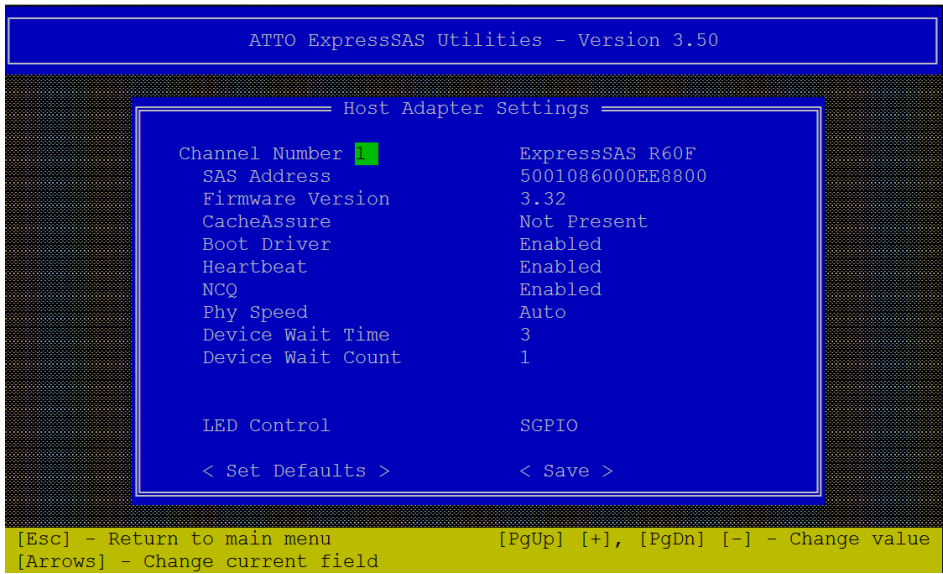 ATTO ExpressSAS Utilities - Version 3.50
Host Adapter Settings
Channel Number 1 ExpressSAS R60F
SAS Address 5001086000EE8800
Firmware Version 3.32
CacheAssure Not Present
Boot Driver Enabled
Heartbeat Enabled
NCQ Enabled
Phy Speed Auto
Device Wait Time 3
Device Wait Count 1
LED Control SGPIO
< Set Defaults > < Save >
[Esc] - Return to main menu [PgUp] [+], [PgDn] [-] - Change value
[Arrows] - Change current field